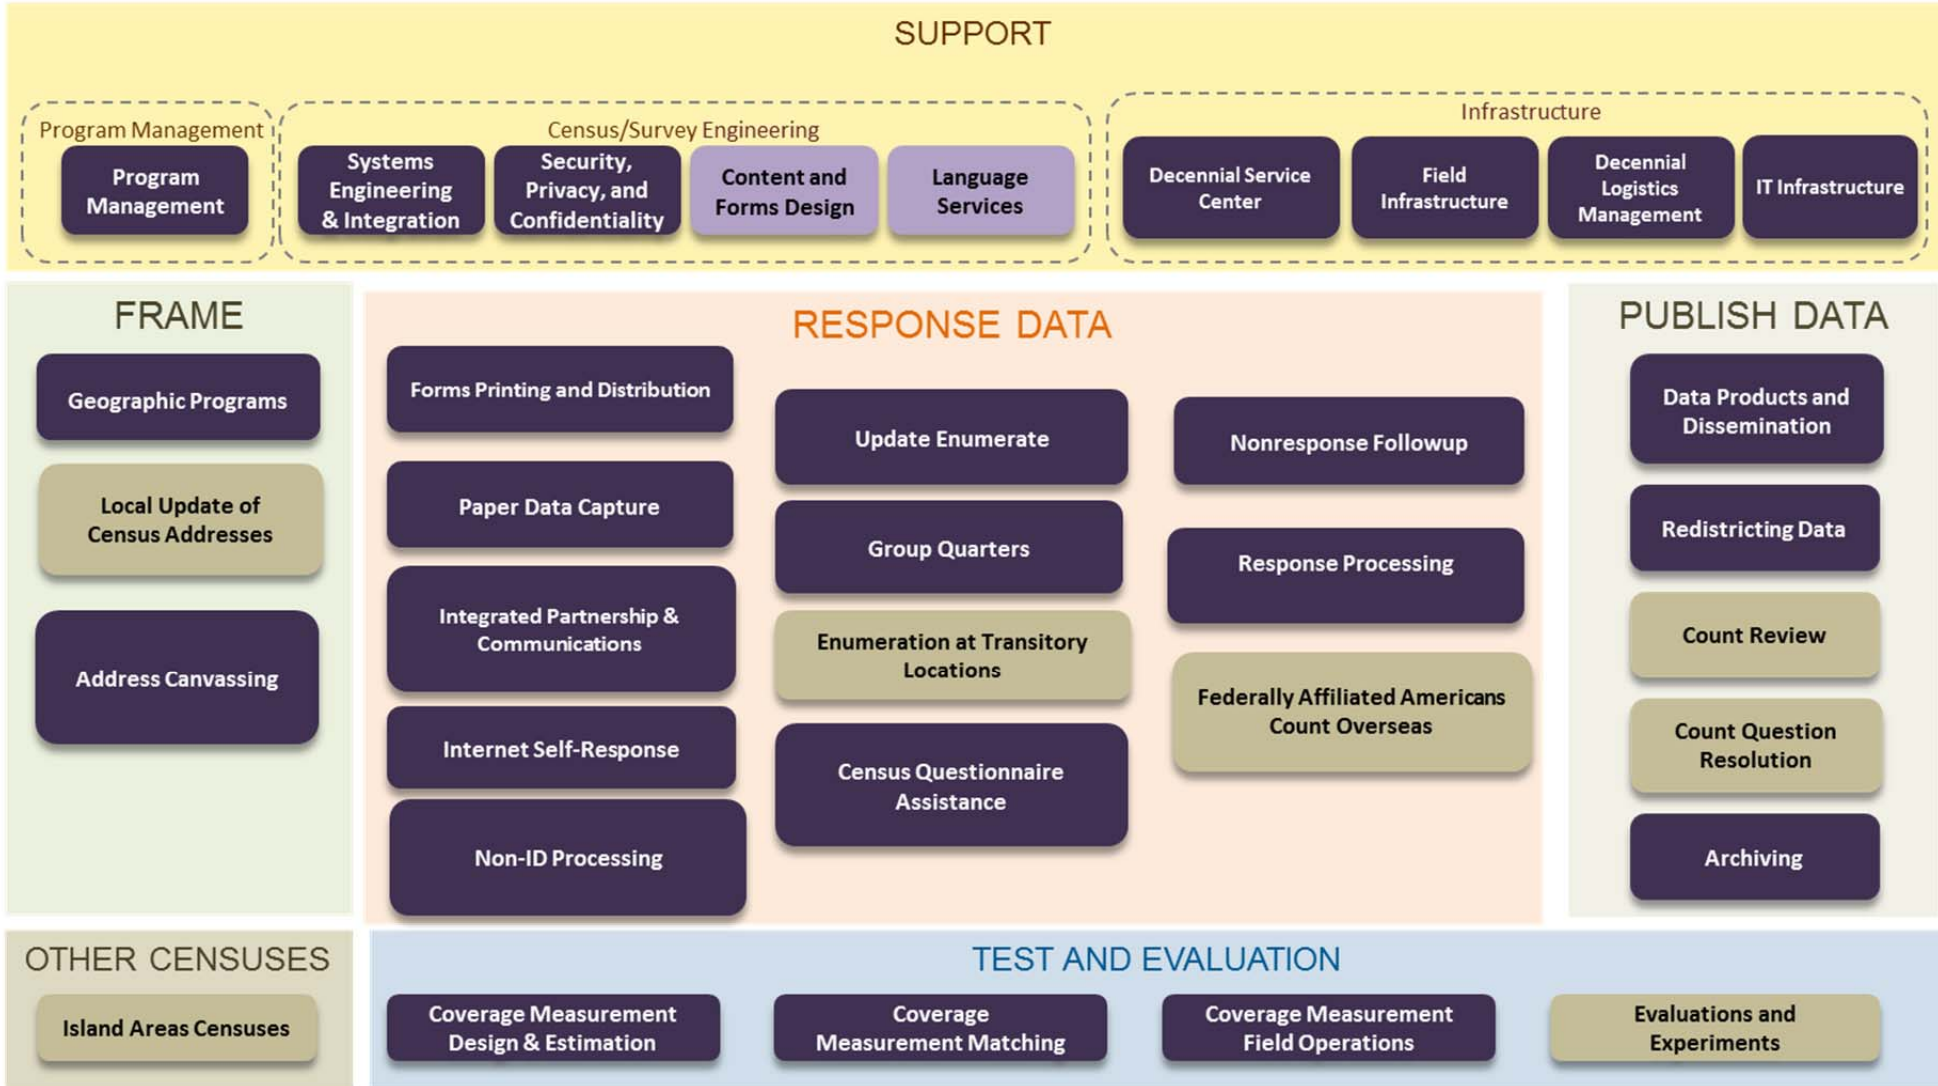 SUPPORT
Program Management
Program
Management
Census/Survey Engineering
Systems
Engineering
& Integration
Security,
Privacy, and
Confidentiality
Content and
Forms Design
Language
Services
Infrastructure
Decennial Service
Center
Field
Infrastructure
Decennial
Logistics
Management
IT Infrastructure
FRAME
Geographic Programs
Local Update of
Census Addresses
Address Canvassing
RESPONSE DATA
Forms Printing and Distribution
Paper Data Capture
Integrated Partnership &
Communications
Internet Self-Response
Non-ID Processing
Update Enumerate
Group Quarters
Enumeration at Transitory
Locations
Census Questionnaire
Assistance
Nonresponse Followup
Response Processing
Federally Affiliated Americans
Count Overseas
PUBLISH DATA
Data Products and
Dissemination
Redistricting Data
Count Review
Count Question
Resolution
Archiving
OTHER CENSUSES
Island Areas Censuses
TEST AND EVALUATION
Coverage Measurement
Design & Estimation
Coverage
Measurement Matching
Coverage Measurement
Field Operations
Evaluations and
Experiments